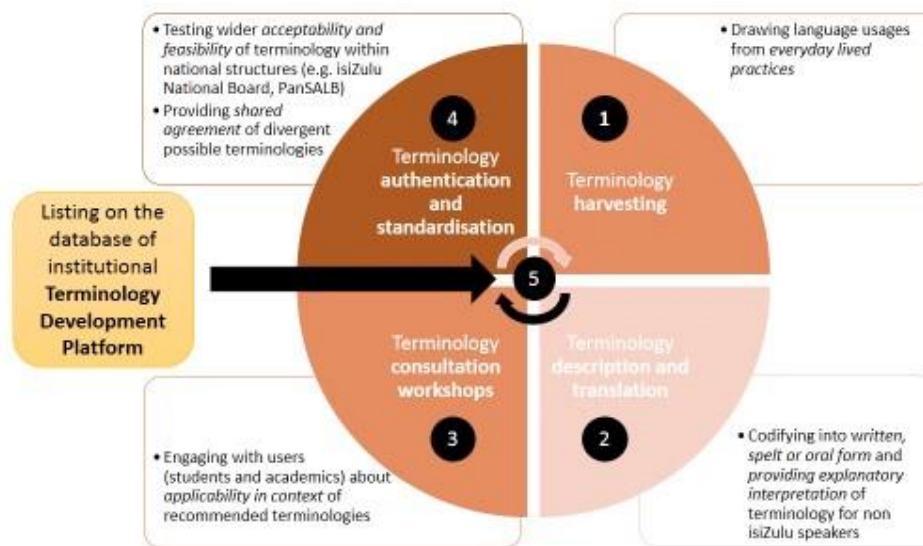 • Testing wider acceptability and
feasibility of terminology within
national structures (e.g. isiZulu
National Board, PanSALB)
• Providing shared
agreement of divergent
possible terminologies
4
Terminology
authentication and
standardisation
1
Terminology
harvesting
• Drawing language usages
from everyday lived
practices
Listing on the
database of
institutional
Terminology
Development
Platform
5
Terminology
consultation
workshops
3
• Engaging with users
(students and academics) about
applicability in context of
recommended terminologies
Terminology
description and
translation
2
• Codifying into written,
spelt or oral form and
providing explanatory
interpretation of
terminology for non
isiZulu speakers